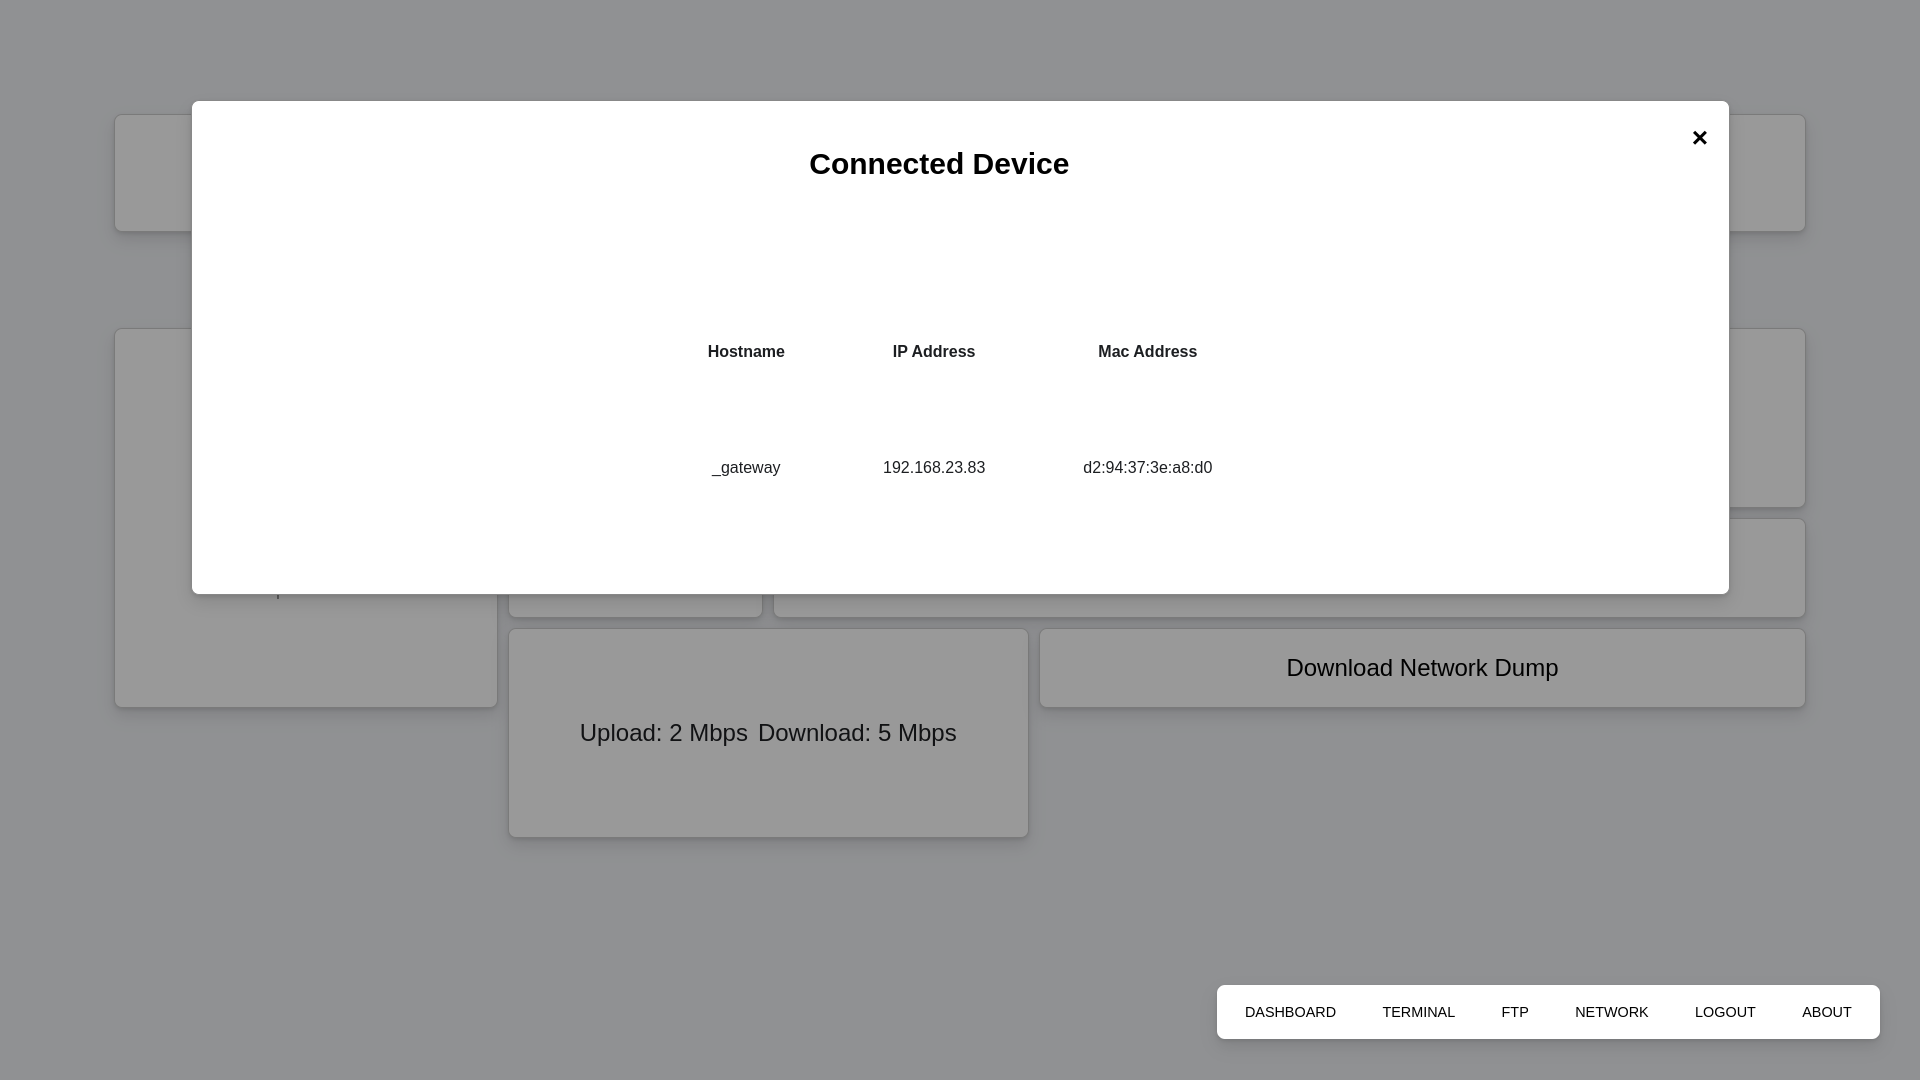 ×
Connected Device
Hostname IP Address Mac Address
_gateway 192.168.23.83 d2:94:37:3e:a8:d0
Download Network Dump
Upload: 2 Mbps Download: 5 Mbps
DASHBOARD TERMINAL FTP NETWORK LOGOUT ABOUT